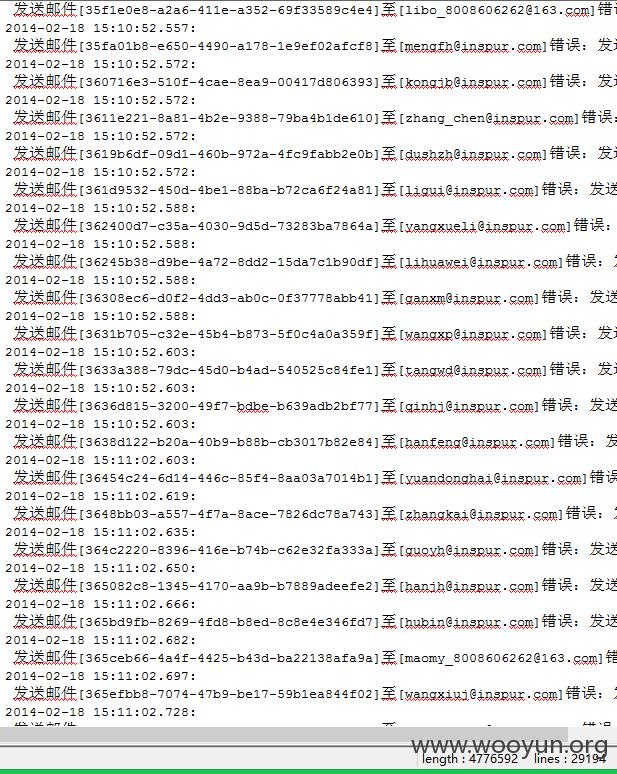 发送邮件[35f1e0e8-a2a6-411e-a352-69f33589c4e4]至[libo_8008606262@163.com]错
2014-02-18 15:10:52.557:
发送邮件[35fa01b8-e650-4490-a178-1e9ef02afcf8]至[mengfh@inspur.com]错误：发
2014-02-18 15:10:52.572:
发送邮件[360716e3-510f-4cae-8ea9-00417d806393]至[kongjb@inspur.com]错误：发送
2014-02-18 15:10:52.572:
发送邮件[3611e221-8a81-4b2e-9388-79ba4b1de610]至[zhang_chen@inspur.com]错误：
2014-02-18 15:10:52.572:
发送邮件[3619b6df-09d1-460b-972a-4fc9fabb2e0b]至[dushzh@inspur.com]错误：发送
2014-02-18 15:10:52.572:
发送邮件[361d9532-450d-4be1-88ba-b72ca6f24a81]至[ligui@inspur.com]错误：发送
2014-02-18 15:10:52.588:
发送邮件[362400d7-c35a-4030-9d5d-73283ba7864a]至[yangxueli@inspur.com]错误：
2014-02-18 15:10:52.588:
发送邮件[36245b38-d9be-4a72-8dd2-15da7c1b90df]至[lihuawei@inspur.com]错误：发
2014-02-18 15:10:52.588:
发送邮件[36308ec6-d0f2-4dd3-ab0c-0f37778abb41]至[ganxm@inspur.com]错误：发送
2014-02-18 15:10:52.588:
发送邮件[3631b705-c32e-45b4-b873-5f0c4a0a359f]至[wangxp@inspur.com]错误：发送
2014-02-18 15:10:52.603:
发送邮件[3633a388-79dc-45d0-b4ad-540525c84fe1]至[tangwd@inspur.com]错误：发送
2014-02-18 15:10:52.603:
发送邮件[3636d815-3200-49f7-bdbe-b639adb2bf77]至[qinhj@inspur.com]错误：发送
2014-02-18 15:10:52.603:
发送邮件[3638d122-b20a-40b9-b88b-cb3017b82e84]至[hanfeng@inspur.com]错误：发
2014-02-18 15:11:02.603:
发送邮件[36454c24-6d14-446c-85f4-8aa03a7014b1]至[yuandonghai@inspur.com]错误
2014-02-18 15:11:02.619:
发送邮件[3648bb03-a557-4f7a-8ace-7826dc78a743]至[zhangkai@inspur.com]错误：发
2014-02-18 15:11:02.635:
发送邮件[364c2220-8396-416e-b74b-c62e32fa333a]至[guoyh@inspur.com]错误：发送
2014-02-18 15:11:02.650:
发送邮件[365082c8-1345-4170-aa9b-b7889adeefe2]至[hanjh@inspur.com]错误：发送
2014-02-18 15:11:02.666:
发送邮件[365bd9fb-8269-4fd8-b8ed-8c8e4e346fd7]至[hubin@inspur.com]错误：发送
2014-02-18 15:11:02.682:
发送邮件[365ceb66-4a4f-4425-b43d-ba22138afa9a]至[maomy_8008606262@163.com]错
2014-02-18 15:11:02.697:
发送邮件[365efbb8-7074-47b9-be17-59b1ea844f02]至[wangxiuj@inspur.com]错误：发
2014-02-18 15:11:02.728:
www.wooyun.org
length : 4776592 lines : 29194